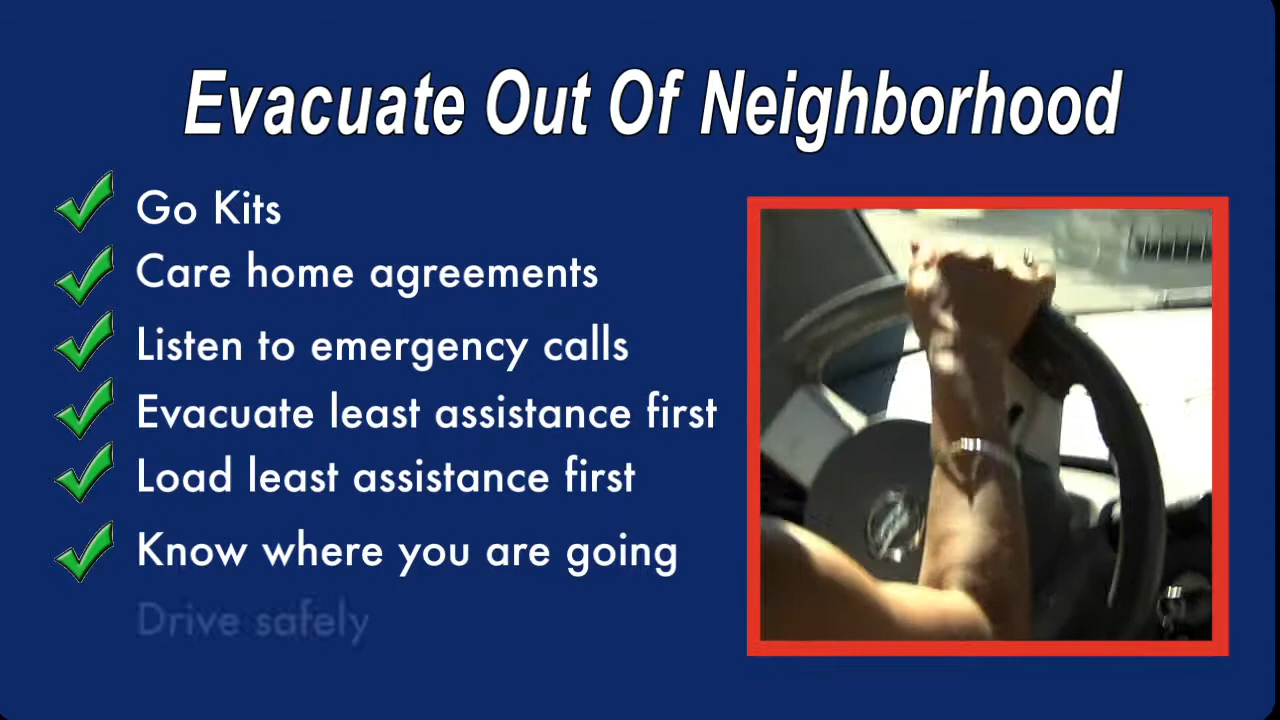 Evacuate Out Of Neighborhood
Go Kits
Care home agreements
Listen to emergency calls
Evacuate least assistance first
Load least assistance first
Know where you are going
Drive safely